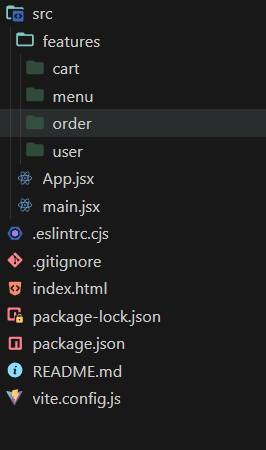 src
features
cart
menu
order
user
App.jsx
main.jsx
.eslintrc.cjs
.gitignore
index.html
package-lock.json
package.json
README.md
vite.config.js